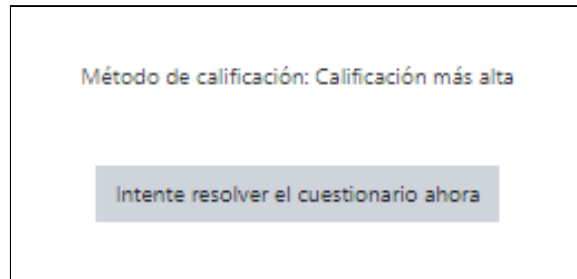 Método de calificación: Calificación más alta
Intente resolver el cuestionario ahora